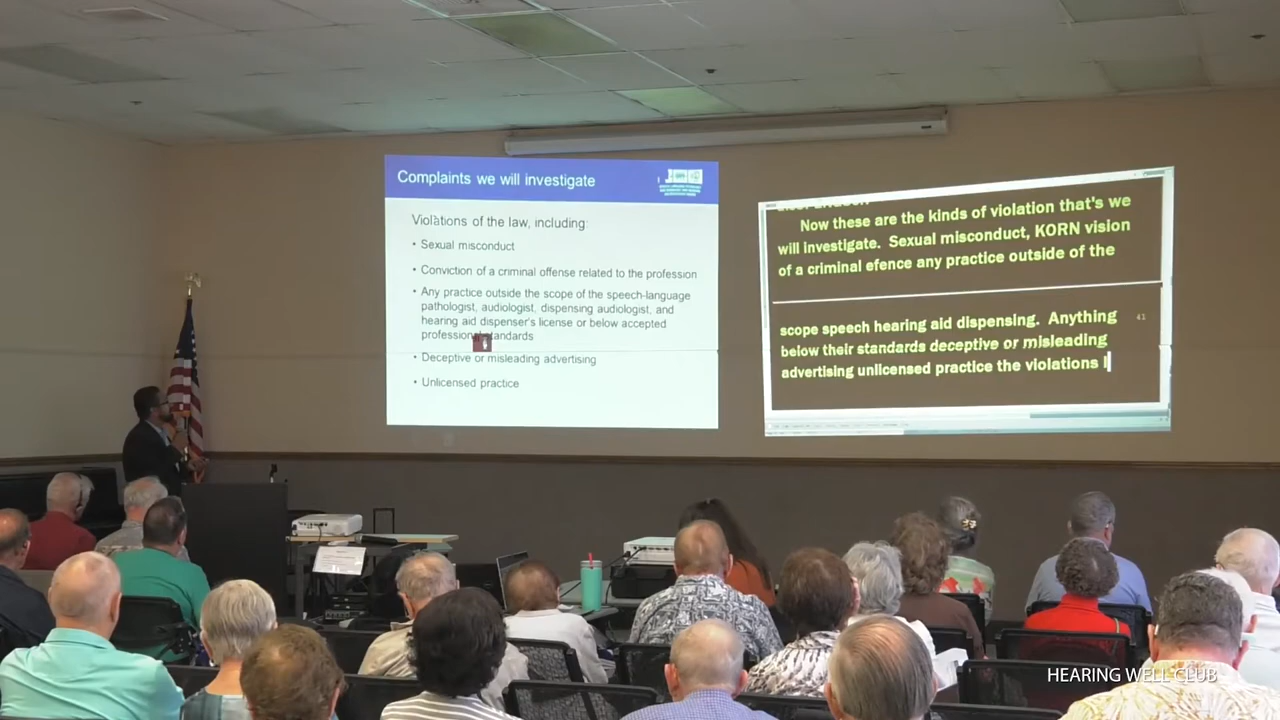 Complaints we will investigate
Violations of the law, including:
• Sexual misconduct
• Conviction of a criminal offense related to the profession
• Any practice outside the scope of the speech-language
pathologist, audiologist, dispensing audiologist, and
hearing aid dispenser's license or below accepted
professional standards
• Deceptive or misleading advertising
• Unlicensed practice
Now these are the kinds of violation that's we
will investigate. Sexual misconduct, KORN vision
of a criminal efence any practice outside of the
scope speech hearing aid dispensing. Anything
below their standards deceptive or misleading
advertising unlicensed practice the violations I
41
HEARING WELL CLUB